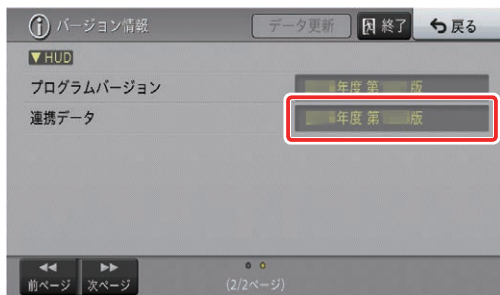 バージョン情報 データ更新 終了 戻る
▼HUD
プログラムバージョン 年度 第 版
連携データ 年度 第 版
前ページ 次ページ (2/2ページ)